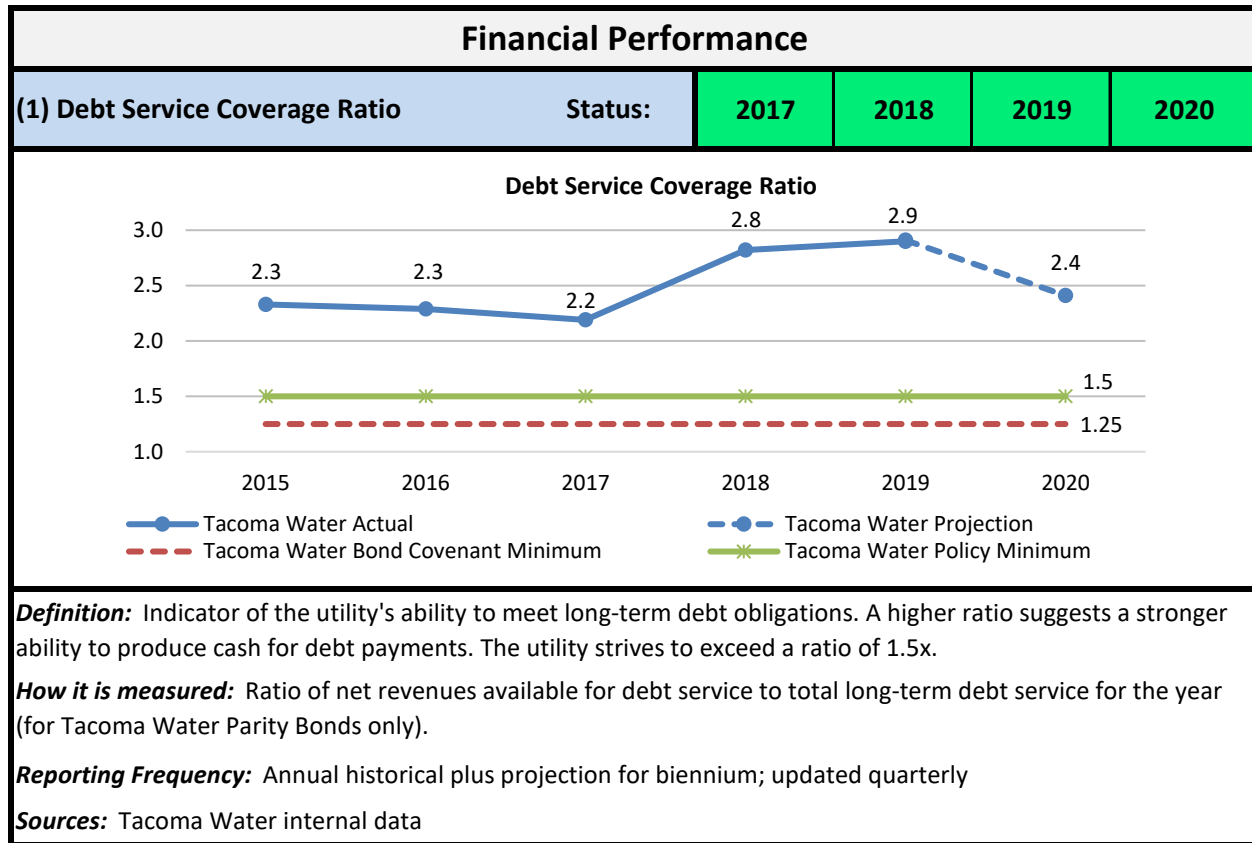 Financial Performance
(1) Debt Service Coverage Ratio Status: 2017 2018 2019 2020
Debt Service Coverage Ratio
3.0
2.5
2.0
1.5
1.0
2.3
2.3
2.2
2.8
2.9
2.4
1.5
1.25
2015 2016 2017 2018 2019 2020
Tacoma Water Actual Tacoma Water Projection
Tacoma Water Bond Covenant Minimum Tacoma Water Policy Minimum
Definition: Indicator of the utility's ability to meet long-term debt obligations. A higher ratio suggests a stronger
ability to produce cash for debt payments. The utility strives to exceed a ratio of 1.5x.
How it is measured: Ratio of net revenues available for debt service to total long-term debt service for the year
(for Tacoma Water Parity Bonds only).
Reporting Frequency: Annual historical plus projection for biennium; updated quarterly
Sources: Tacoma Water internal data